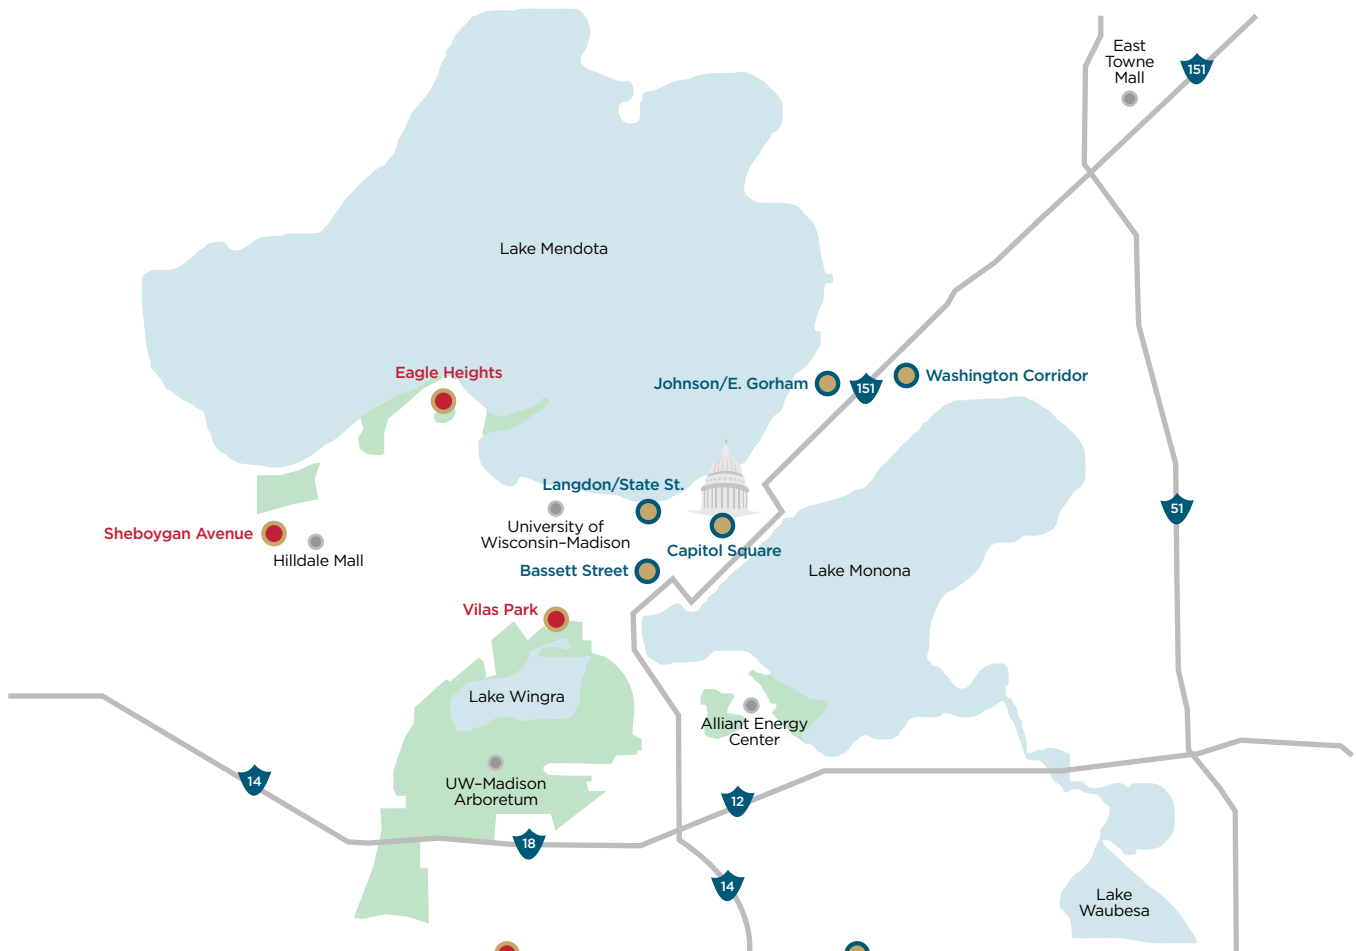 East
Towne
Mall
151
Lake Mendota
Eagle Heights
Johnson/E. Gorham
151
Washington Corridor
Langdon/State St.
University of
Wisconsin–Madison
51
Sheboygan Avenue
Hilldale Mall
Capitol Square
Bassett Street
Lake Monona
Vilas Park
Lake Wingra
Alliant Energy
Center
14
UW–Madison
Arboretum
12
18
14
Lake
Waubesa